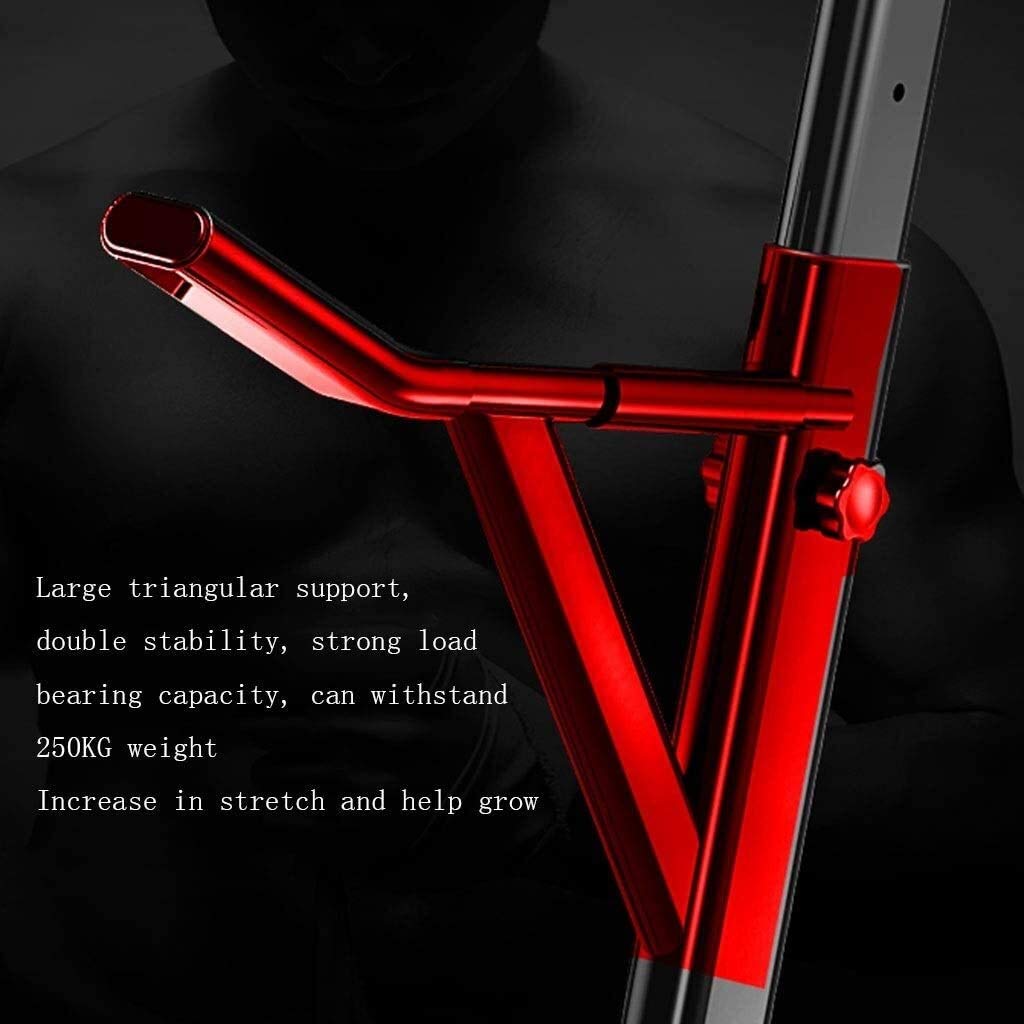 Large triangular support,
double stability, strong load
bearing capacity, can withstand
250KG weight
Increase in stretch and help grow